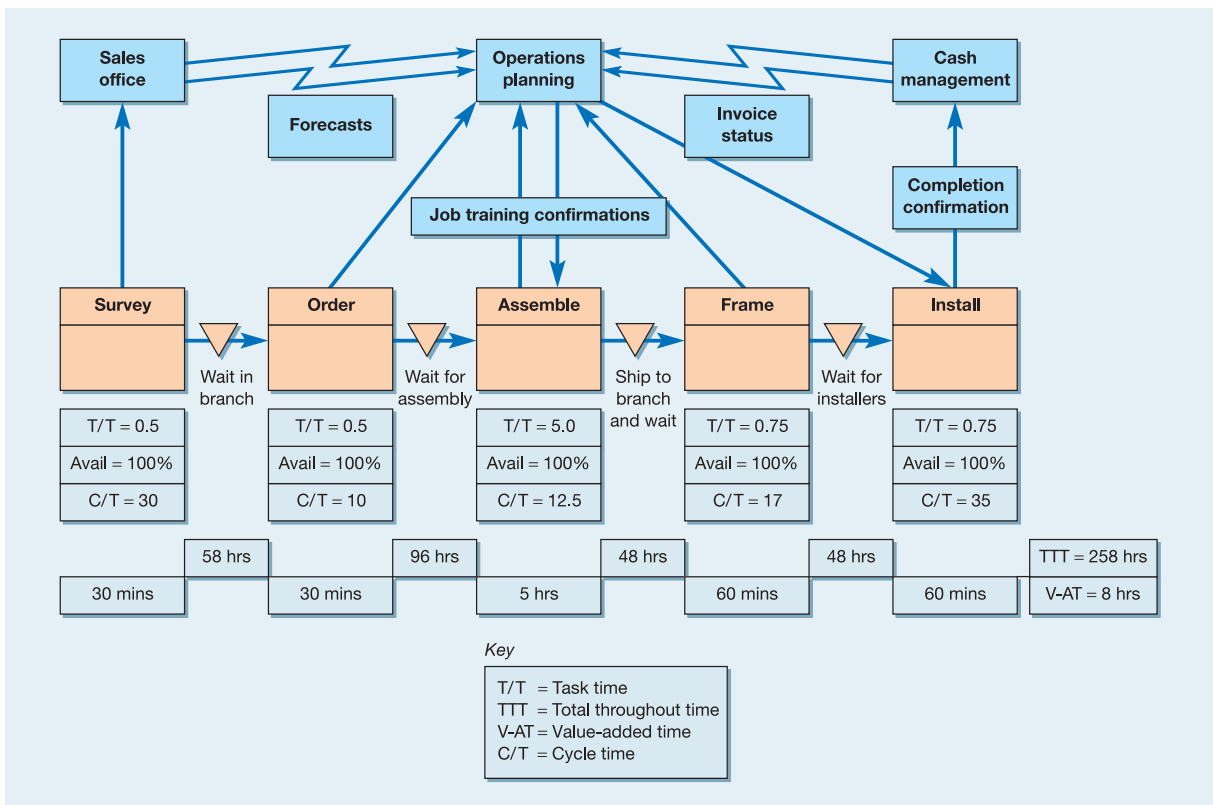 Sales
office
Operations
planning
Cash
management
Forecasts
Invoice
status
Job training confirmations
Completion
confirmation
Survey
Order
Assemble
Frame
Install
Wait in
branch
Wait for
assembly
Ship to
branch
and wait
Wait for
installers
T/T = 0.5
Avail = 100%
C/T = 30
T/T = 0.5
Avail = 100%
C/T = 10
T/T = 5.0
Avail = 100%
C/T = 12.5
T/T = 0.75
Avail = 100%
C/T = 17
T/T = 0.75
Avail = 100%
C/T = 35
58 hrs
96 hrs
48 hrs
48 hrs
TTT = 258 hrs
30 mins
30 mins
5 hrs
60 mins
60 mins
V–AT = 8 hrs
Key
T/T = Task time
TTT = Total throughout time
V–AT = Value-added time
C/T = Cycle time